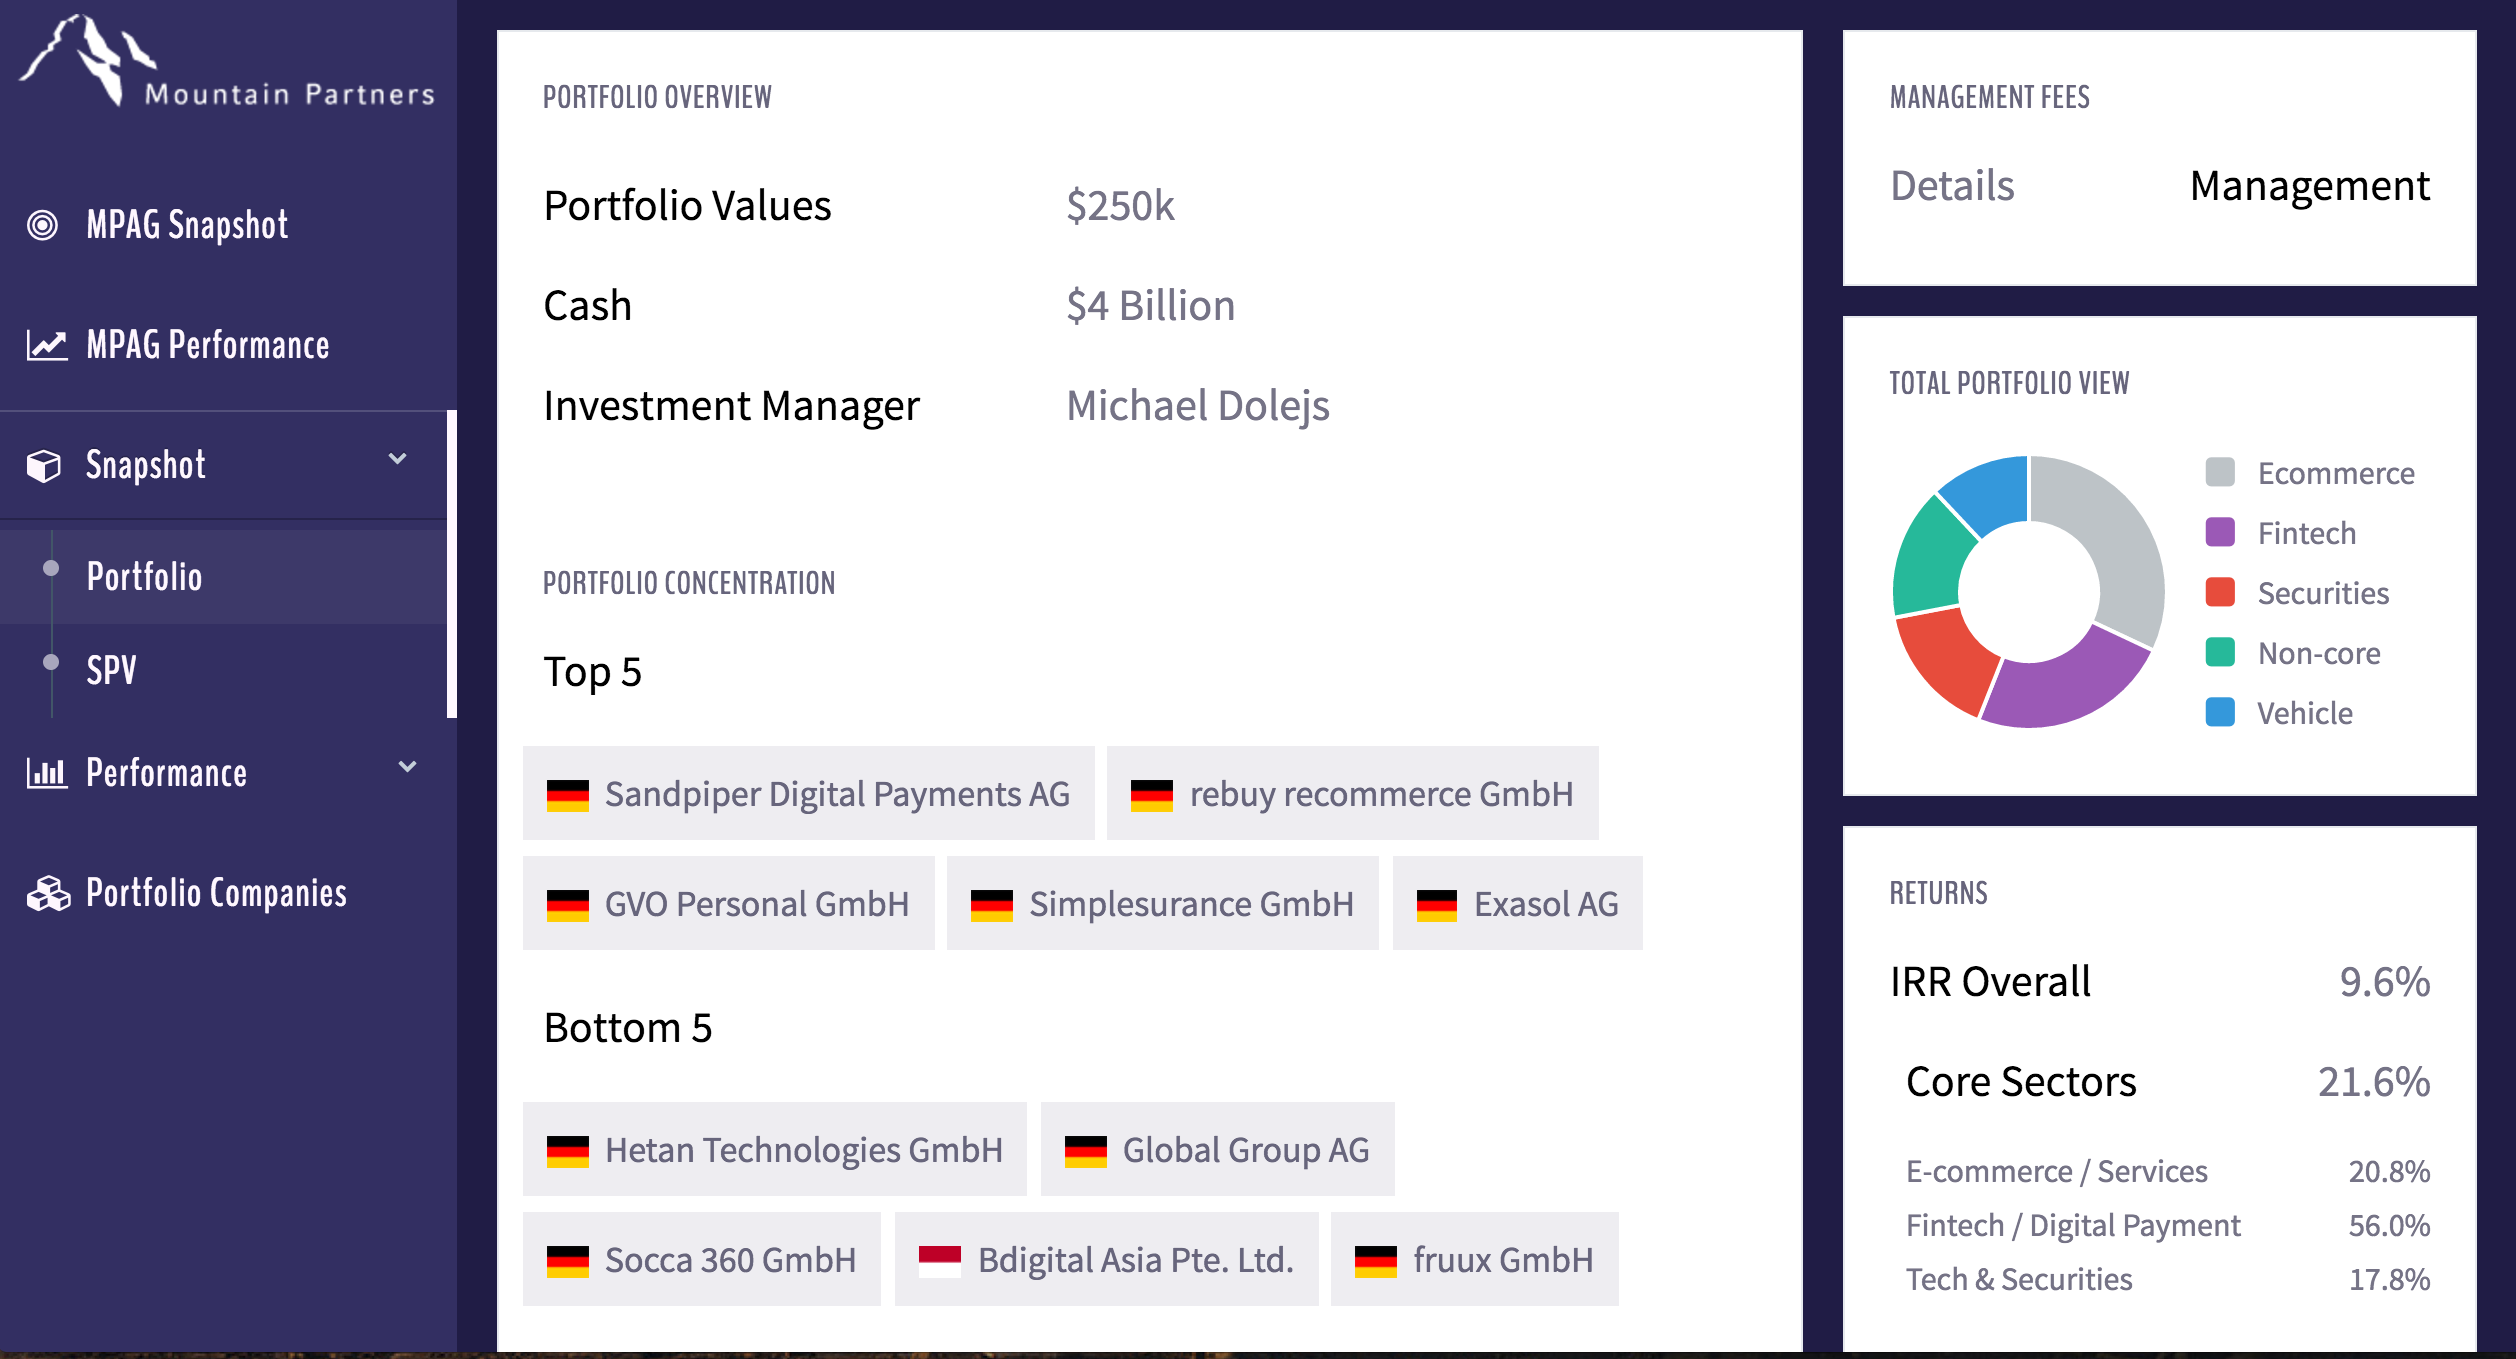 Mountain Partners
MPAG Snapshot
MPAG Performance
Snapshot
Portfolio
SPV
Performance
Portfolio Companies
PORTFOLIO OVERVIEW
Portfolio Values $250k
Cash $4 Billion
Investment Manager Michael Dolejs
PORTFOLIO CONCENTRATION
Top 5
Sandpiper Digital Payments AG rebuy recommerce GmbH
GVO Personal GmbH Simplesurance GmbH Exasol AG
Bottom 5
Hetan Technologies GmbH Global Group AG
Socca 360 GmbH Bdigital Asia Pte. Ltd. fruux GmbH
MANAGEMENT FEES
Details Management
TOTAL PORTFOLIO VIEW
Ecommerce
Fintech
Securities
Non-core
Vehicle
RETURNS
IRR Overall 9.6%
Core Sectors 21.6%
E-commerce / Services 20.8%
Fintech / Digital Payment 56.0%
Tech & Securities 17.8%